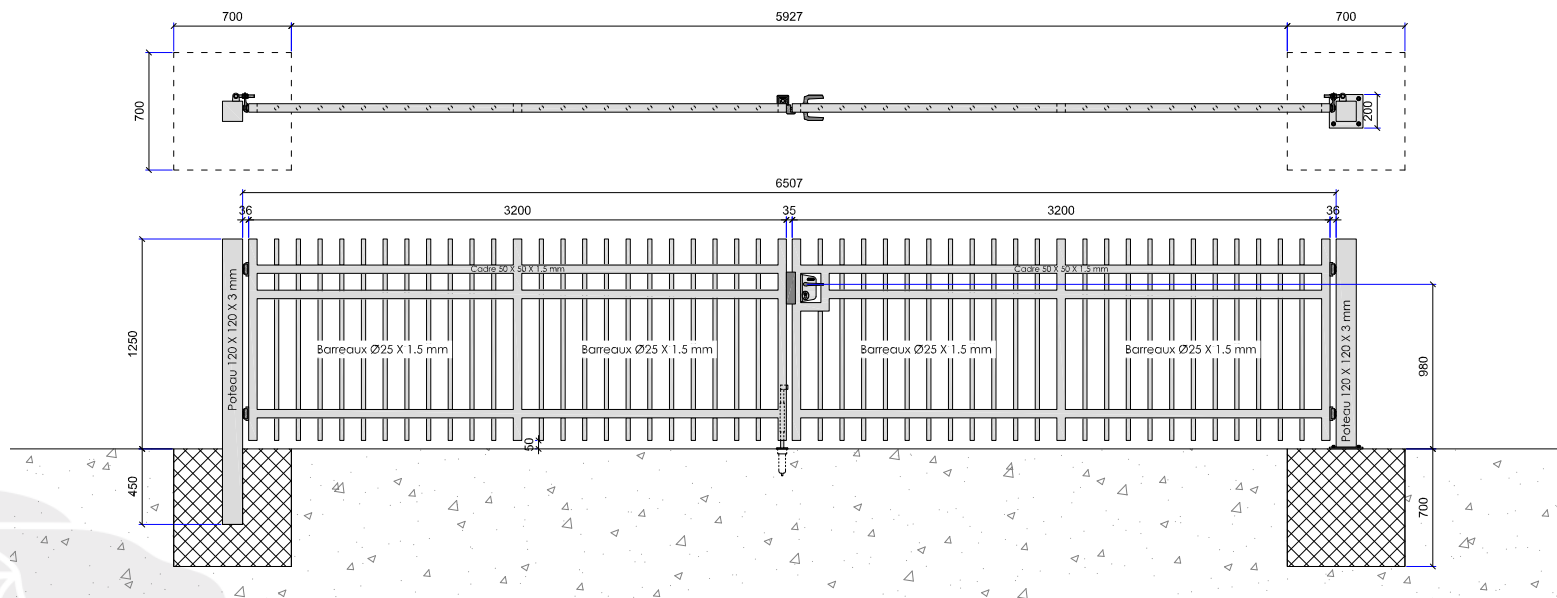 700
5927
700
700
200
6507
36
3200
35
3200
36
Cadre 50 X 50 X 1.5 mm
Cadre 50 X 50 X 1.5 mm
1250
Poteau 120 X 120 X 3 mm
Barreaux Ø25 X 1.5 mm
Barreaux Ø25 X 1.5 mm
Barreaux Ø25 X 1.5 mm
Barreaux Ø25 X 1.5 mm
Poteau 120 X 120 X 3 mm
980
50
450
700